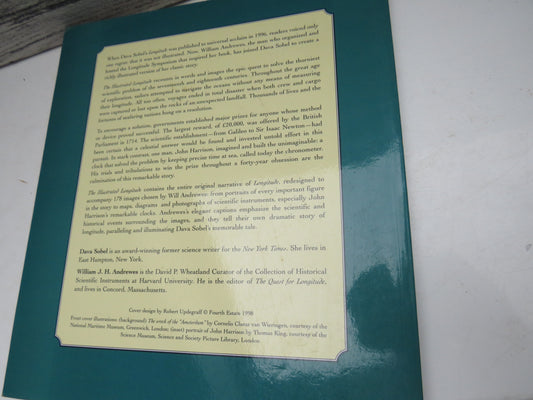 When Dava Sobel's Longitude was published to universal acclaim in 1996, readers voiced only
one regret: that it was not illustrated. Now, William Andrewes, the man who organized and
hosted the Longitude Symposium that inspired her book, has joined Dava Sobel to create a
richly illustrated version of her classic story.
The Illustrated Longitude recounts in words and images the epic quest to solve the thorniest
scientific problem of the seventeenth and eighteenth centuries. Throughout the great age
of exploration, sailors attempted to navigate the oceans without any means of measuring
their longitude. All too often, voyages ended in total disaster when both crew and cargo
were captured or lost upon the rocks of an unexpected landfall. Thousands of lives and the
fortunes of seafaring nations hung on a resolution.
To encourage a solution, governments established major prizes for anyone whose method
or device proved successful. The largest reward, of £20,000, was offered by the British
Parliament in 1714. The scientific establishment—from Galileo to Sir Isaac Newton—had
been certain that a celestial answer would be found and invested untold effort in this
pursuit. In stark contrast, one man, John Harrison, imagined and built the unimaginable: a
clock that solved the problem by keeping precise time at sea, called today the chronometer.
His trials and tribulations to win the prize throughout a forty-year obsession are the
culmination of this remarkable story.
The Illustrated Longitude contains the entire original narrative of Longitude, redesigned to
accompany 178 images chosen by Will Andrewes: from portraits of every important figure
in the story to maps, diagrams and photographs of scientific instruments, especially John
Harrison's remarkable clocks. Andrewes's elegant captions emphasize the scientific and
historical events surrounding the images, and they tell their own dramatic story of
longitude, paralleling and illuminating Dava Sobel's memorable tale.
Dava Sobel is an award-winning former science writer for the New York Times. She lives in
East Hampton, New York.
William J. H. Andrewes is the David P. Wheatland Curator of the Collection of Historical
Scientific Instruments at Harvard University. He is the editor of The Quest for Longitude,
and lives in Concord, Massachusetts.
Cover design by Robert Updegraff © Fourth Estate 1998
Front cover illustrations: (background) The wreck of the "Amsterdam" by Cornelis Claesz van Wieringen, courtesy of the
National Maritime Museum, Greenwich, London; (inset) portrait of John Harrison by Thomas King, courtesy of the
Science Museum, Science and Society Picture Library, London.